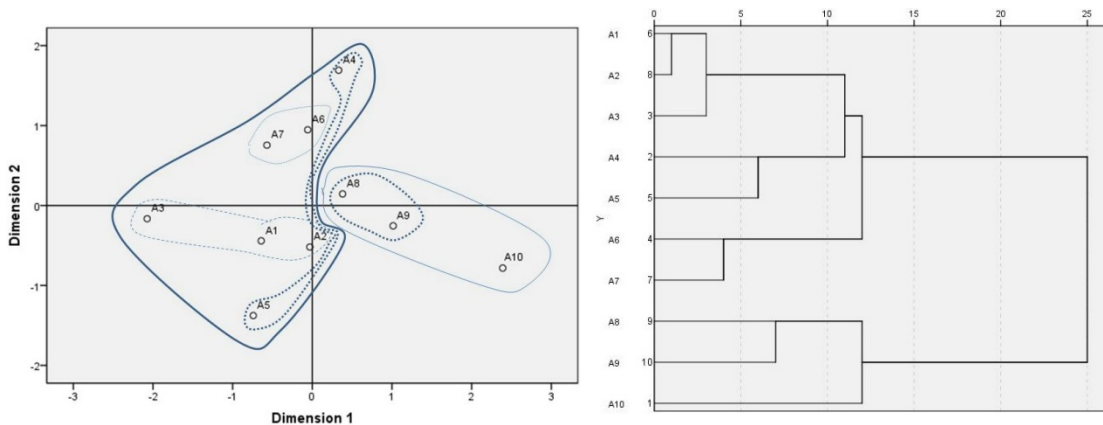 2
1
0
-1
-2
Dimension 2
A4
A6
A7
A8
A3
A9
A1
A2
A10
A5
-3
-2
-1
0
1
2
3
Dimension 1
0 5 10 15 20 25
A1 6
A2 8
A3 3
A4 2
A5 5
Y
A6 4
A7 7
A8 9
A9 10
A10 1